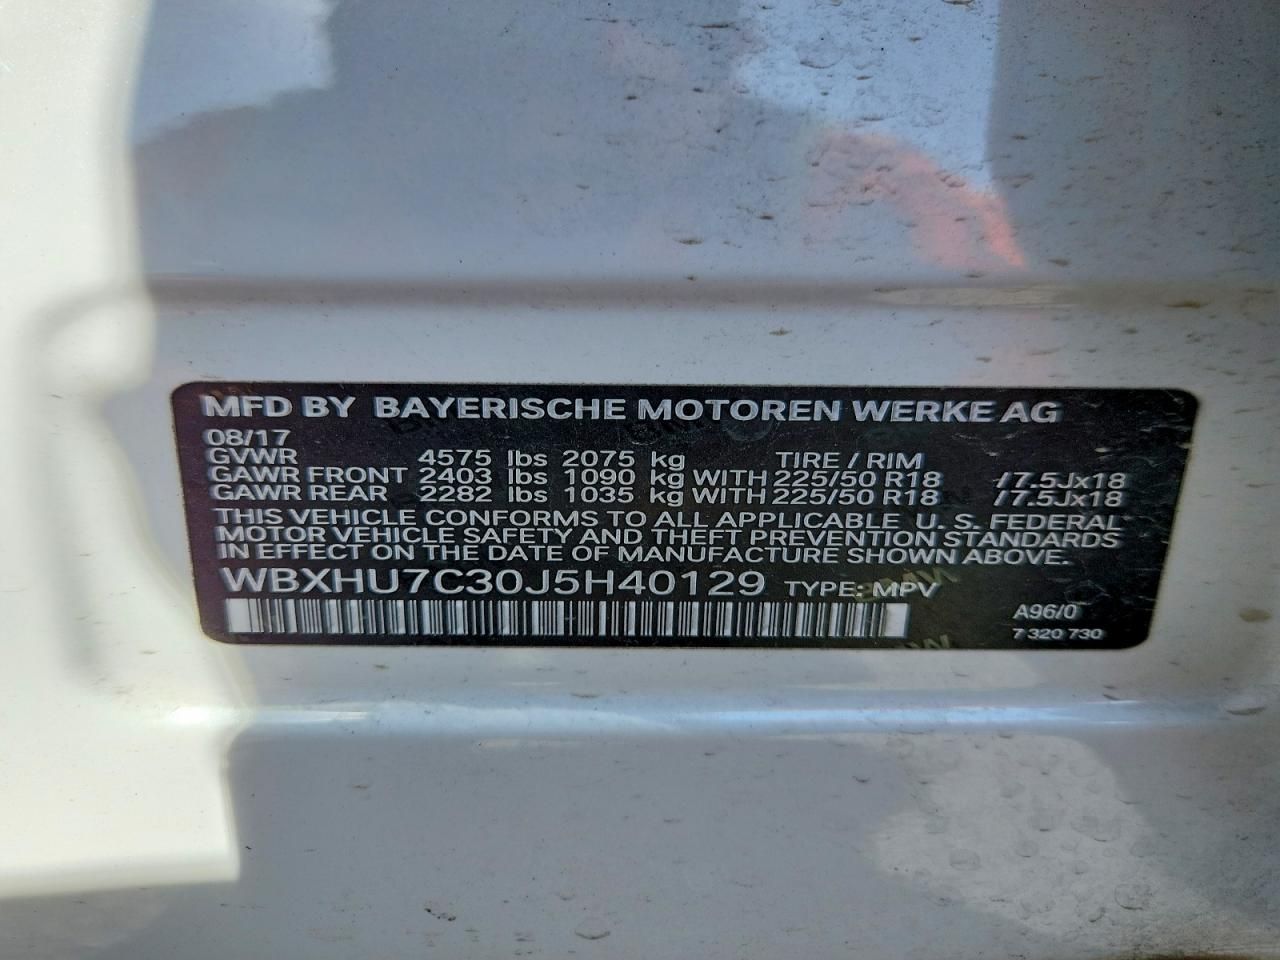 MFD BY BAYERISCHE MOTOREN WERKE AG
08/17
GVWR 4575 lbs 2075 kg TIRE / RIM
GAWR FRONT 2403 lbs 1090 kg WITH 225/50 R18 /7.5Jx18
GAWR REAR 2282 lbs 1035 kg WITH 225/50 R18 /7.5Jx18
THIS VEHICLE CONFORMS TO ALL APPLICABLE U. S. FEDERAL
MOTOR VEHICLE SAFETY AND THEFT PREVENTION STANDARDS
IN EFFECT ON THE DATE OF MANUFACTURE SHOWN ABOVE.
WBXHU7C30J5H40129 TYPE: MPV
A96/0
7 320 730